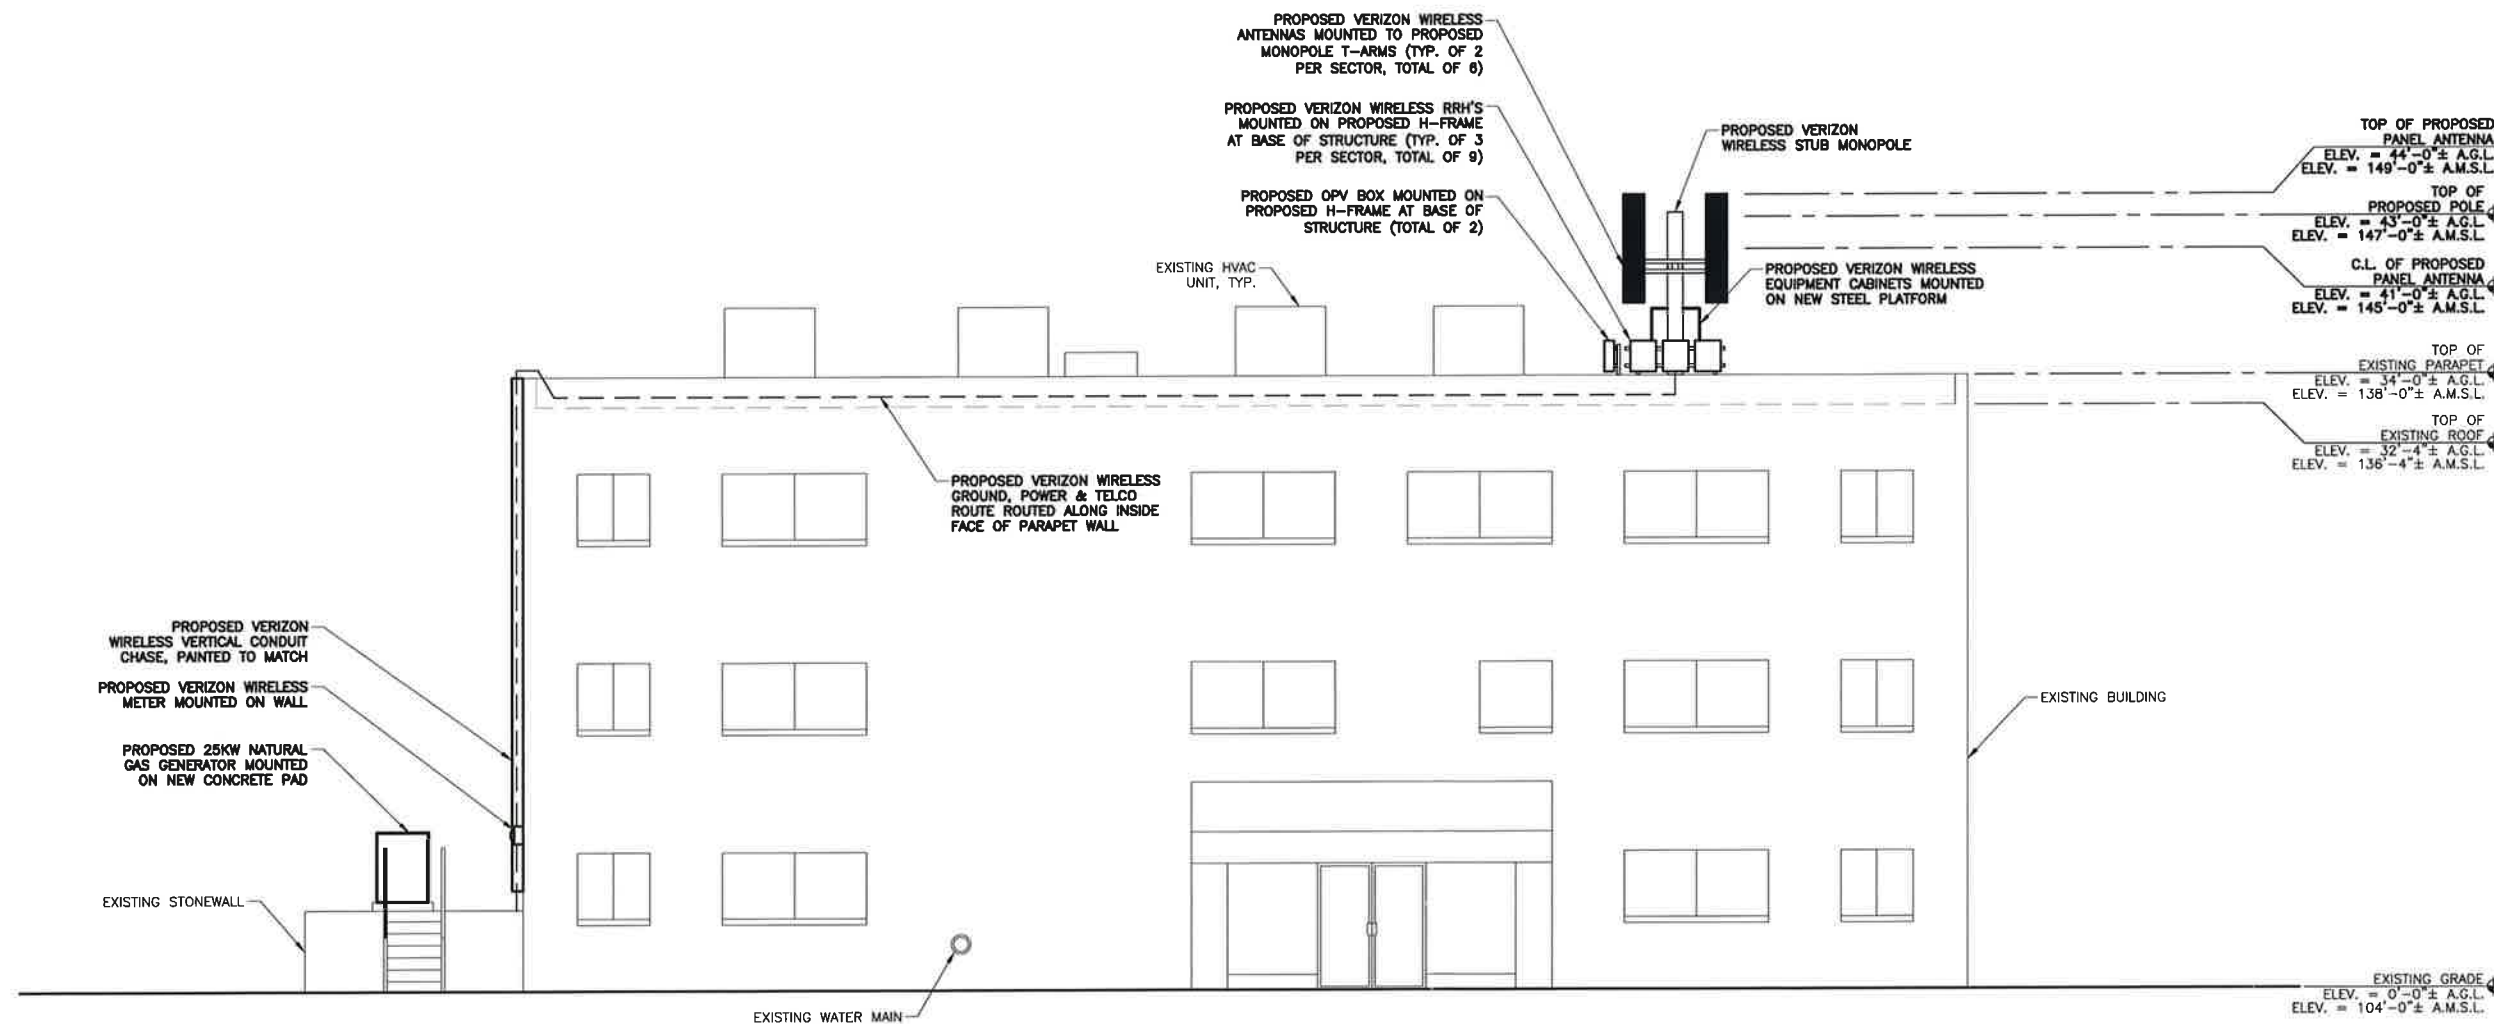 PROPOSED VERIZON WIRELESS
ANTENNAS MOUNTED TO PROPOSED
MONOPOLE T-ARMS (TYP. OF 2
PER SECTOR, TOTAL OF 6)
PROPOSED VERIZON WIRELESS RRH'S
MOUNTED ON PROPOSED H-FRAME
AT BASE OF STRUCTURE (TYP. OF 3
PER SECTOR, TOTAL OF 9)
PROPOSED OPV BOX MOUNTED ON
PROPOSED H-FRAME AT BASE OF
STRUCTURE (TOTAL OF 2)
EXISTING HVAC
UNIT, TYP.
PROPOSED VERIZON
WIRELESS STUB MONOPOLE
PROPOSED VERIZON WIRELESS
EQUIPMENT CABINETS MOUNTED
ON NEW STEEL PLATFORM
TOP OF PROPOSED
PANEL ANTENNA
ELEV. = 44'-0"± A.G.L.
ELEV. = 149'-0"± A.M.S.L.
TOP OF
PROPOSED POLE
ELEV. = 43'-0"± A.G.L.
ELEV. = 147'-0"± A.M.S.L.
C.L. OF PROPOSED
PANEL ANTENNA
ELEV. = 41'-0"± A.G.L.
ELEV. = 145'-0"± A.M.S.L.
TOP OF
EXISTING PARAPET
ELEV. = 34'-0"± A.G.L.
ELEV. = 138'-0"± A.M.S.L.
TOP OF
EXISTING ROOF
ELEV. = 32'-4"± A.G.L.
ELEV. = 136'-4"± A.M.S.L.
PROPOSED VERIZON WIRELESS
GROUND, POWER & TELCO
ROUTE ROUTED ALONG INSIDE
FACE OF PARAPET WALL
PROPOSED VERIZON
WIRELESS VERTICAL CONDUIT
CHASE, PAINTED TO MATCH
PROPOSED VERIZON WIRELESS
METER MOUNTED ON WALL
PROPOSED 25KW NATURAL
GAS GENERATOR MOUNTED
ON NEW CONCRETE PAD
EXISTING BUILDING
EXISTING STONEWALL
EXISTING WATER MAIN
EXISTING GRADE
ELEV. = 0'-0"± A.G.L.
ELEV. = 104'-0"± A.M.S.L.